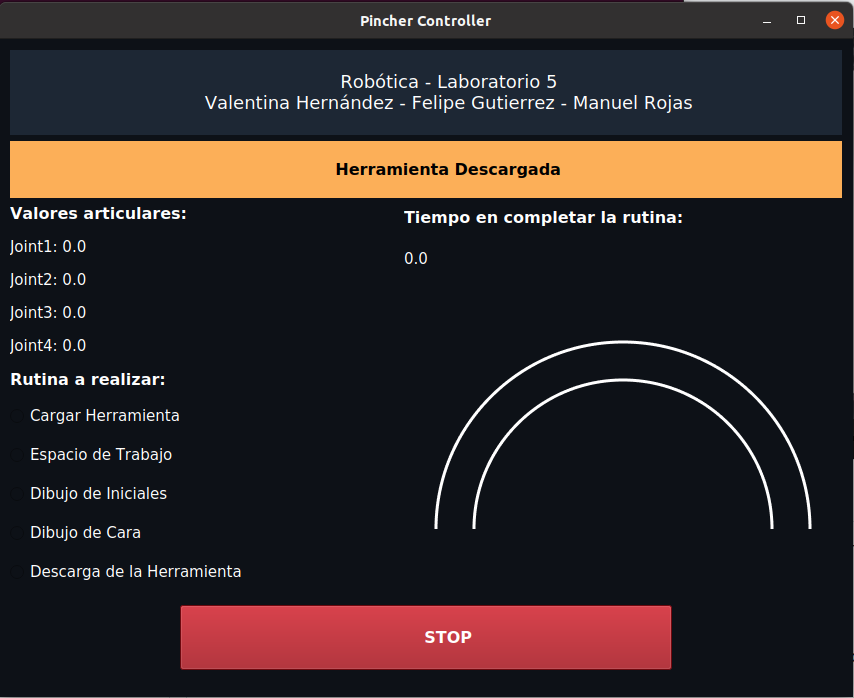 Pincher Controller
Robótica - Laboratorio 5
Valentina Hernández - Felipe Gutierrez - Manuel Rojas
Herramienta Descargada
Valores articulares:
Joint1: 0.0
Joint2: 0.0
Joint3: 0.0
Joint4: 0.0
Tiempo en completar la rutina:
0.0
Rutina a realizar:
Cargar Herramienta
Espacio de Trabajo
Dibujo de Iniciales
Dibujo de Cara
Descarga de la Herramienta
STOP